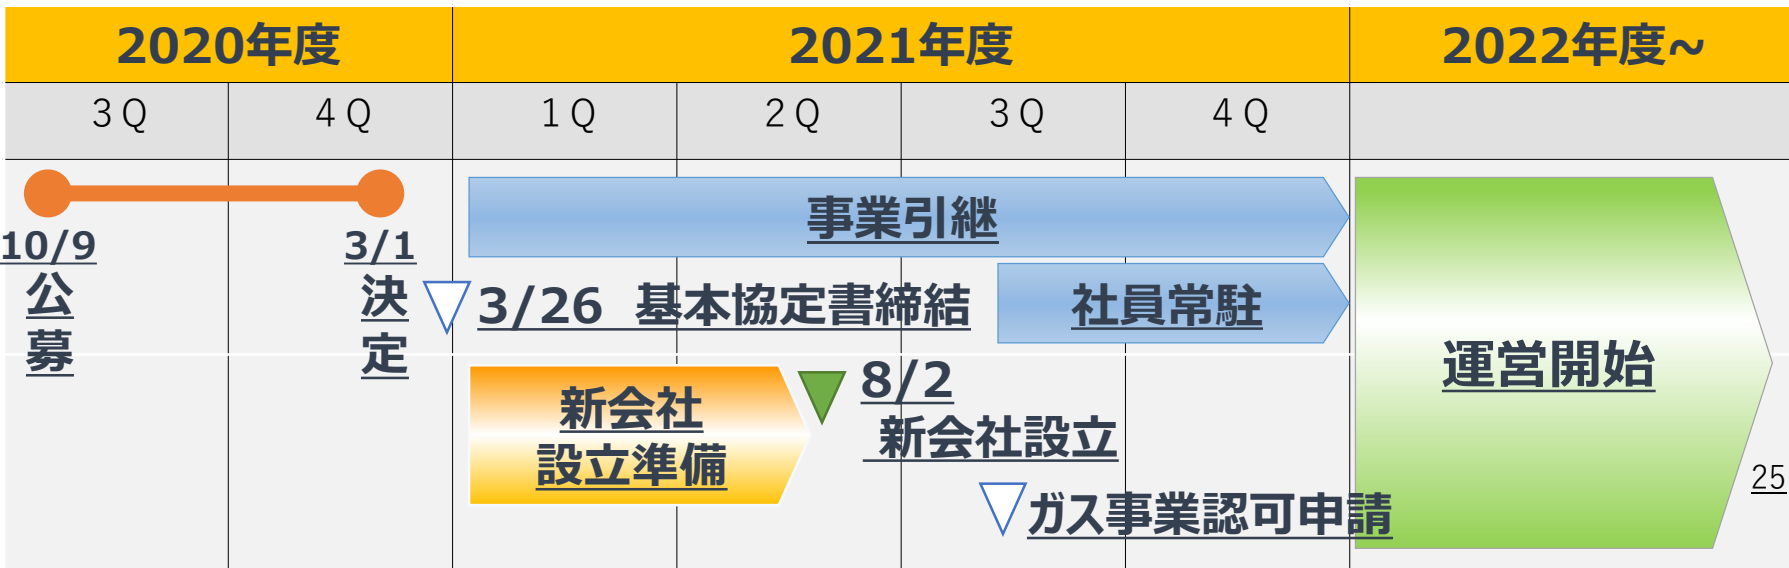 2020年度 2021年度 2022年度~
3Q 4Q 1Q 2Q 3Q 4Q
事業引継
10/9
公
募
3/1
決
定
3/26 基本協定書締結
社員常駐
新会社
設立準備
8/2
新会社設立
ガス事業認可申請
運営開始
25